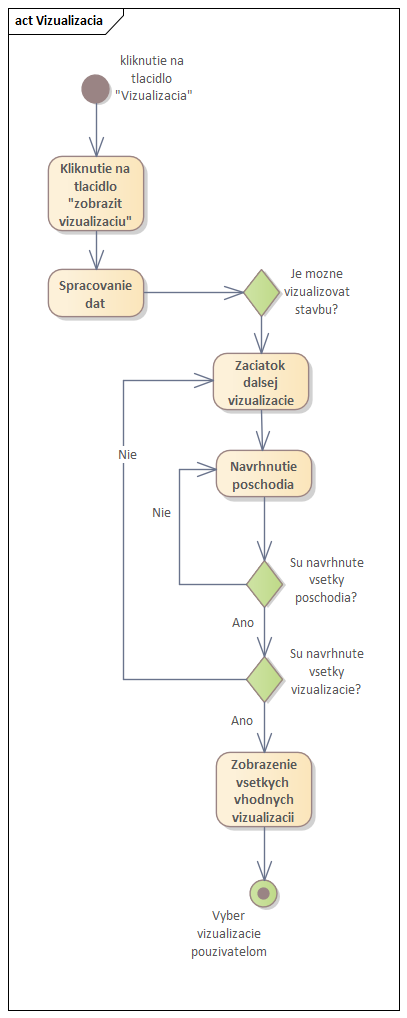 act Vizualizacia
kliknutie na
tlacidlo
"Vizualizacia"
Kliknutie na
tlacidlo
"zobrazit
vizualizaciu"
Spracovanie
dat
Je mozne
vizualizovat
stavbu?
Zaciatok
dalsej
vizualizacie
Nie
Navrhnutie
poschodia
Nie
Su navrhnute
vsetky
poschodia?
Ano
Su navrhnute
vsetky
vizualizacie?
Ano
Zobrazenie
vsetkych
vhodnych
vizualizacii
Vyber
vizualizacie
pouzivatelom